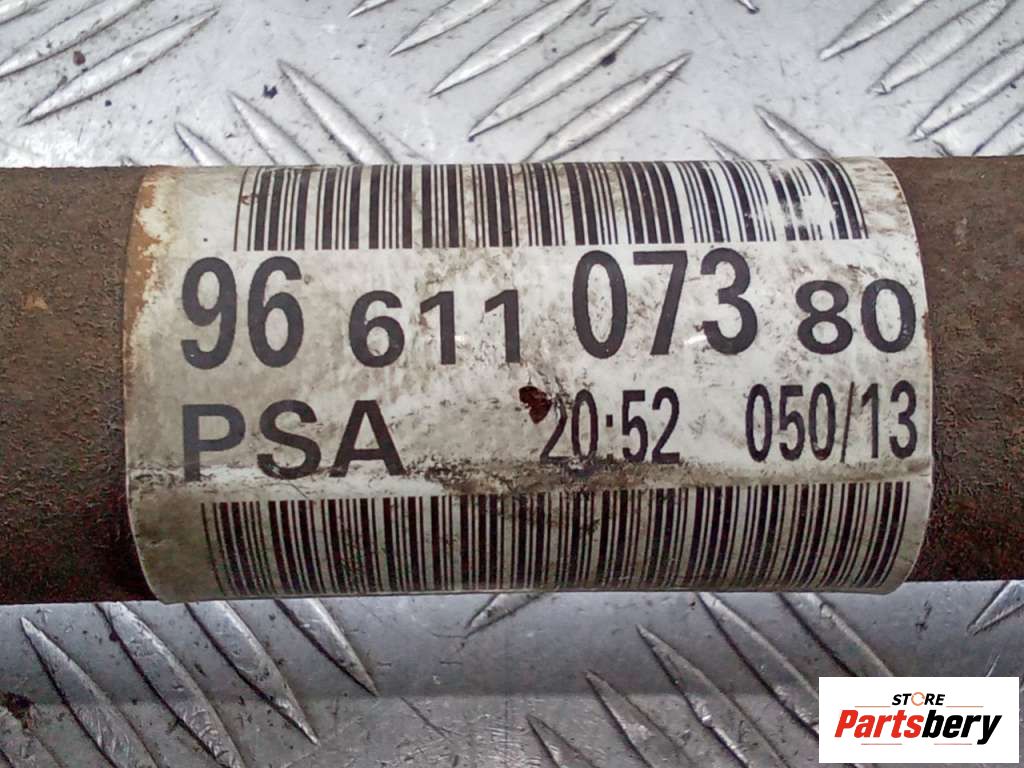 96 611 073 80
PSA 20:52 050/13
STORE
Partsbery